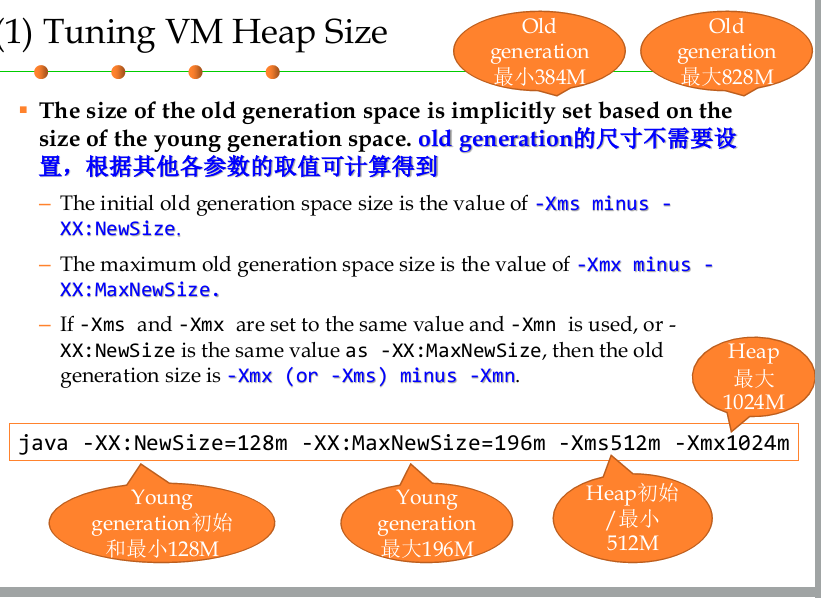 (1) Tuning VM Heap Size
Old
generation
最小384M
Old
generation
最大828M
The size of the old generation space is implicitly set based on the
size of the young generation space. old generation的尺寸不需要设
置，根据其他各参数的取值可计算得到
– The initial old generation space size is the value of -Xms minus -
XX:NewSize.
– The maximum old generation space size is the value of -Xmx minus -
XX:MaxNewSize.
– If -Xms and -Xmx are set to the same value and -Xmn is used, or -
XX:NewSize is the same value as -XX:MaxNewSize, then the old
generation size is -Xmx (or -Xms) minus -Xmn.
Heap
最大
1024M
java -XX:NewSize=128m -XX:MaxNewSize=196m -Xms512m -Xmx1024m
Young
generation初始
和最小128M
Young
generation
最大196M
Heap初始
/最小
512M